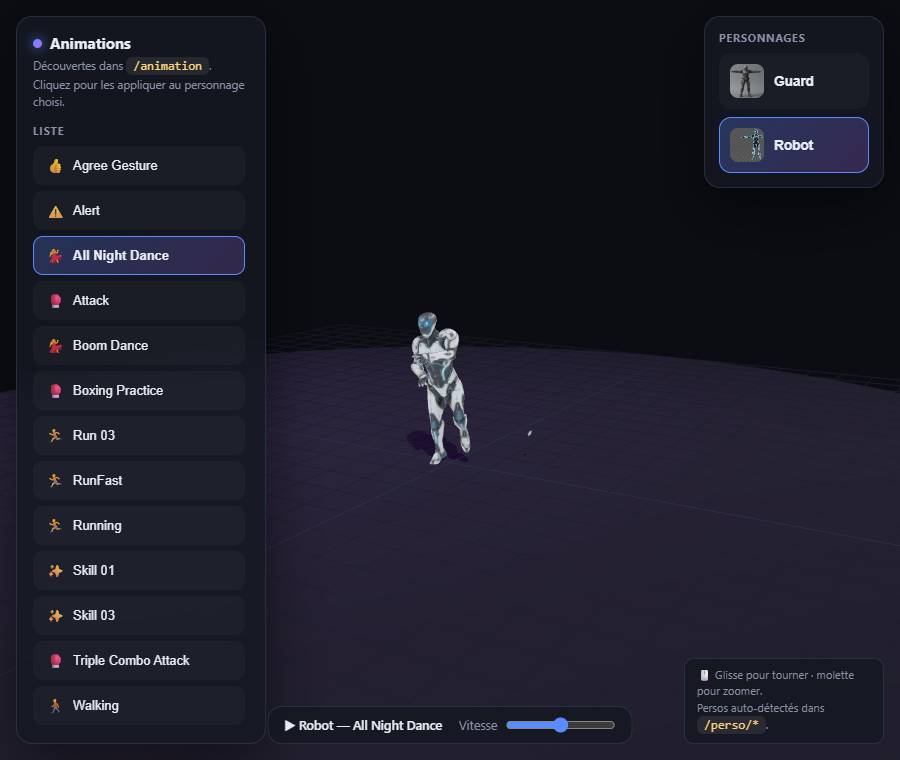 Animations
Découvertes dans /animation.
Cliquez pour les appliquer au personnage
choisi.
LISTE
Agree Gesture
Alert
All Night Dance
Attack
Boom Dance
Boxing Practice
Run 03
RunFast
Running
Skill 01
Skill 03
Triple Combo Attack
Walking
PERSONNAGES
Guard
Robot
Robot — All Night Dance Vitesse
Glisse pour tourner · molette
pour zoomer.
Persos auto-détectés dans
/perso/*.